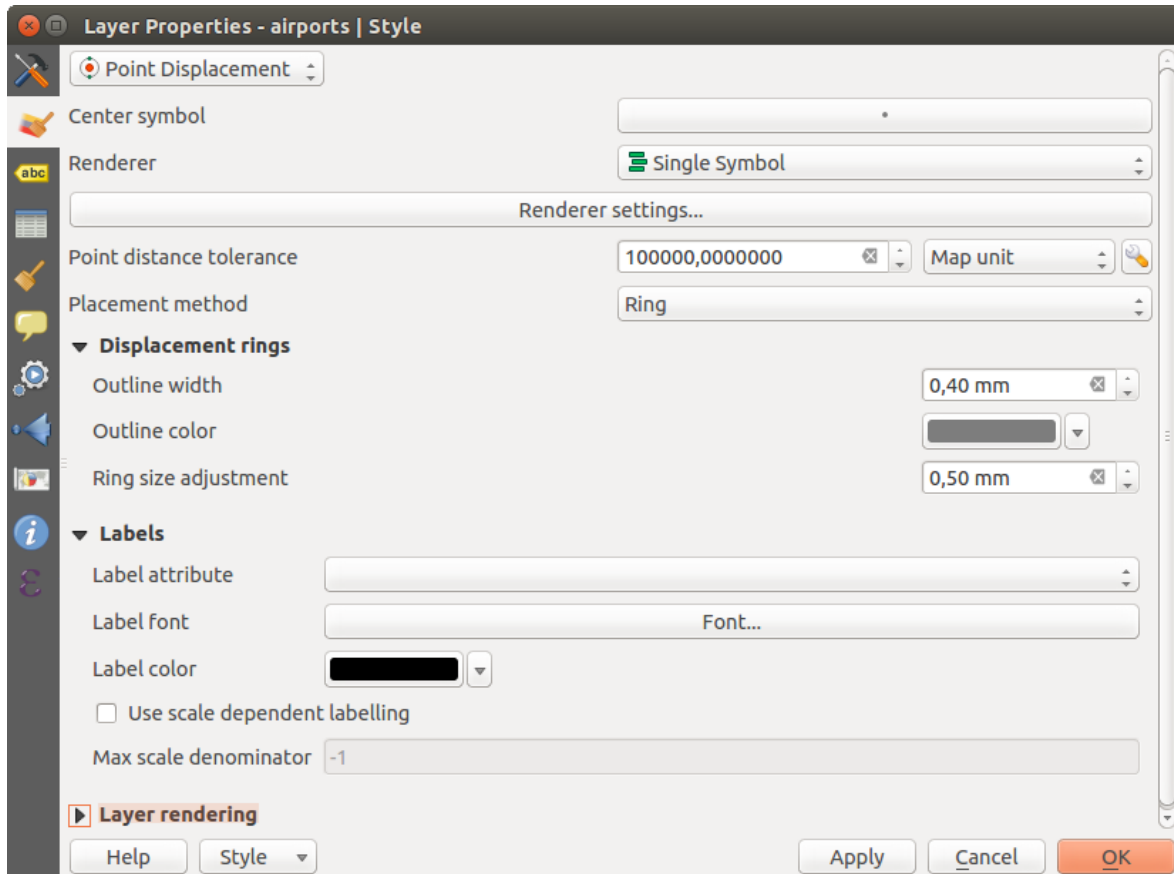 Layer Properties - airports | Style
Point Displacement
Center symbol
Renderer Single Symbol
Renderer settings...
abc
Point distance tolerance 100000,0000000 Map unit
Placement method Ring
Displacement rings
Outline width 0,40 mm
Outline color
Ring size adjustment 0,50 mm
Labels
Label attribute
Label font Font...
Label color
Use scale dependent labelling
Max scale denominator -1
Layer rendering
Help Style Apply Cancel OK